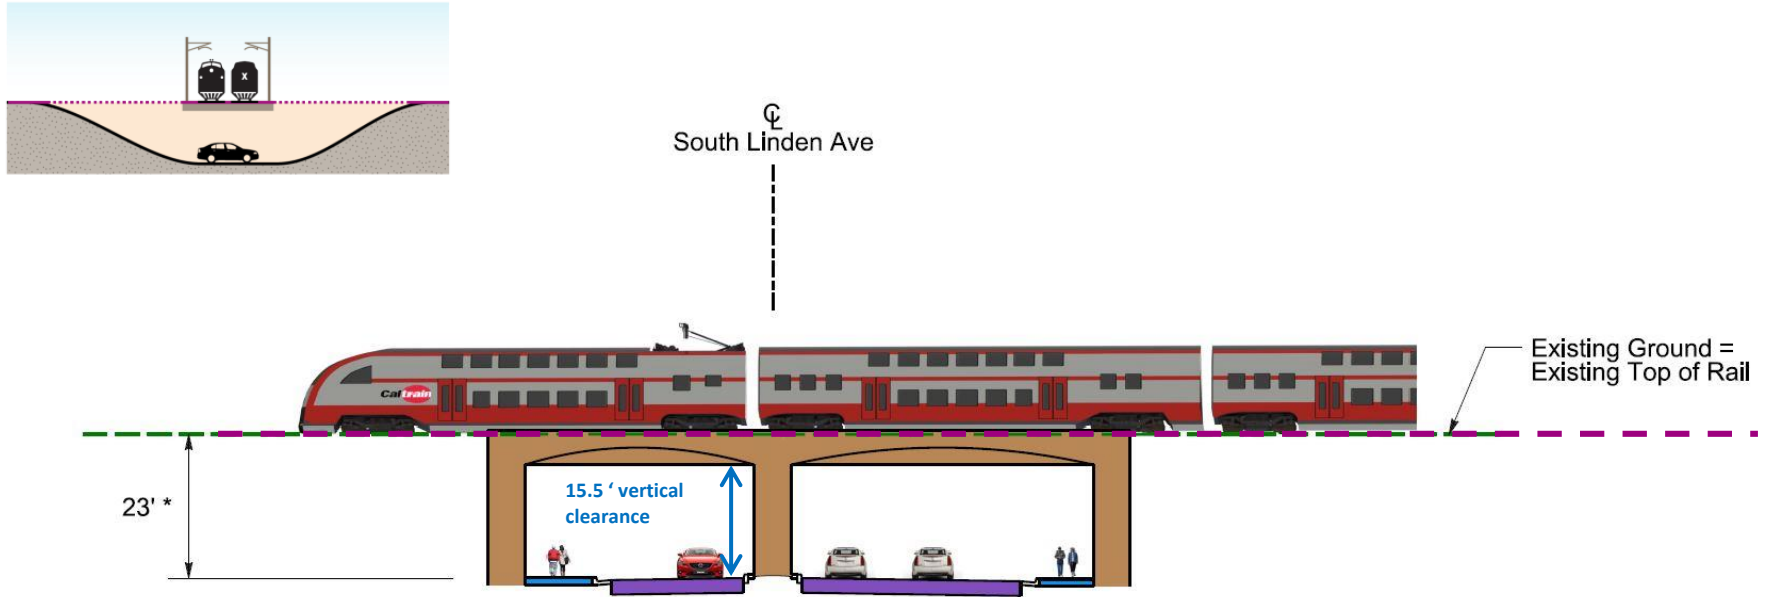 X
℄
South Linden Ave
Existing Ground =
Existing Top of Rail
Caltrain
23' *
15.5 ‘ vertical
clearance